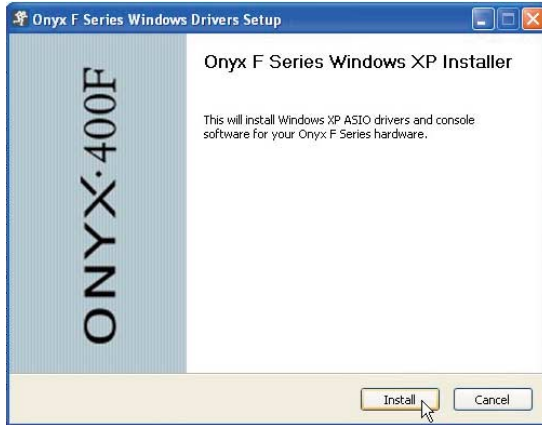 Onyx F Series Windows Drivers Setup
ONYX·400F
Onyx F Series Windows XP Installer
This will install Windows XP ASIO drivers and console
software for your Onyx F Series hardware.
Install
Cancel